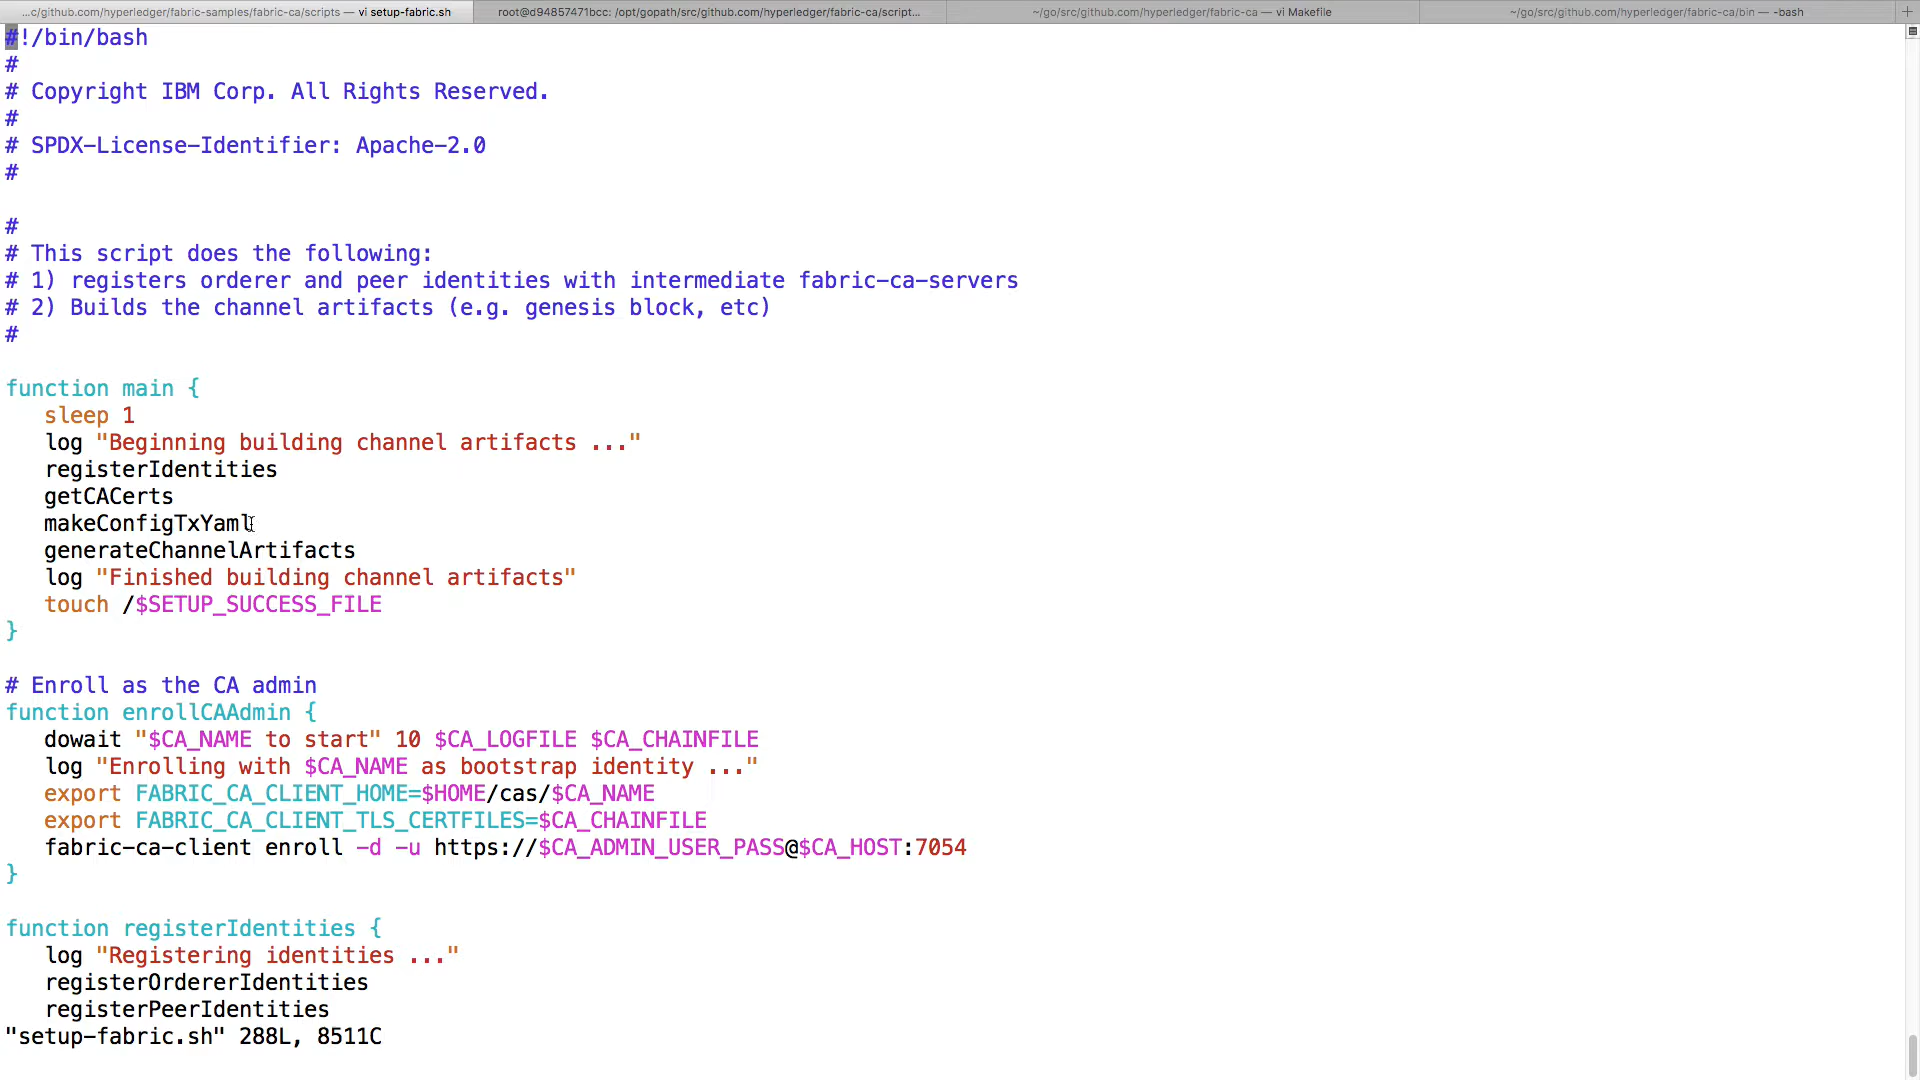 ...c/github.com/hyperledger/fabric-samples/fabric-ca/scripts — vi setup-fabric.sh
root@d94857471bcc: /opt/gopath/src/github.com/hyperledger/fabric-ca/script...
~/go/src/github.com/hyperledger/fabric-ca — vi Makefile
~/go/src/github.com/hyperledger/fabric-ca/bin — -bash
#!/bin/bash
#
# Copyright IBM Corp. All Rights Reserved.
#
# SPDX-License-Identifier: Apache-2.0
#
#
# This script does the following:
# 1) registers orderer and peer identities with intermediate fabric-ca-servers
# 2) Builds the channel artifacts (e.g. genesis block, etc)
#
function main {
sleep 1
log "Beginning building channel artifacts ..."
registerIdentities
getCACerts
makeConfigTxYaml
generateChannelArtifacts
log "Finished building channel artifacts"
touch /$SETUP_SUCCESS_FILE
}
# Enroll as the CA admin
function enrollCAAdmin {
dowait "$CA_NAME to start" 10 $CA_LOGFILE $CA_CHAINFILE
log "Enrolling with $CA_NAME as bootstrap identity ..."
export FABRIC_CA_CLIENT_HOME=$HOME/cas/$CA_NAME
export FABRIC_CA_CLIENT_TLS_CERTFILES=$CA_CHAINFILE
fabric-ca-client enroll -d -u https://$CA_ADMIN_USER_PASS@$CA_HOST:7054
}
function registerIdentities {
log "Registering identities ..."
registerOrdererIdentities
registerPeerIdentities
"setup-fabric.sh" 288L, 8511C